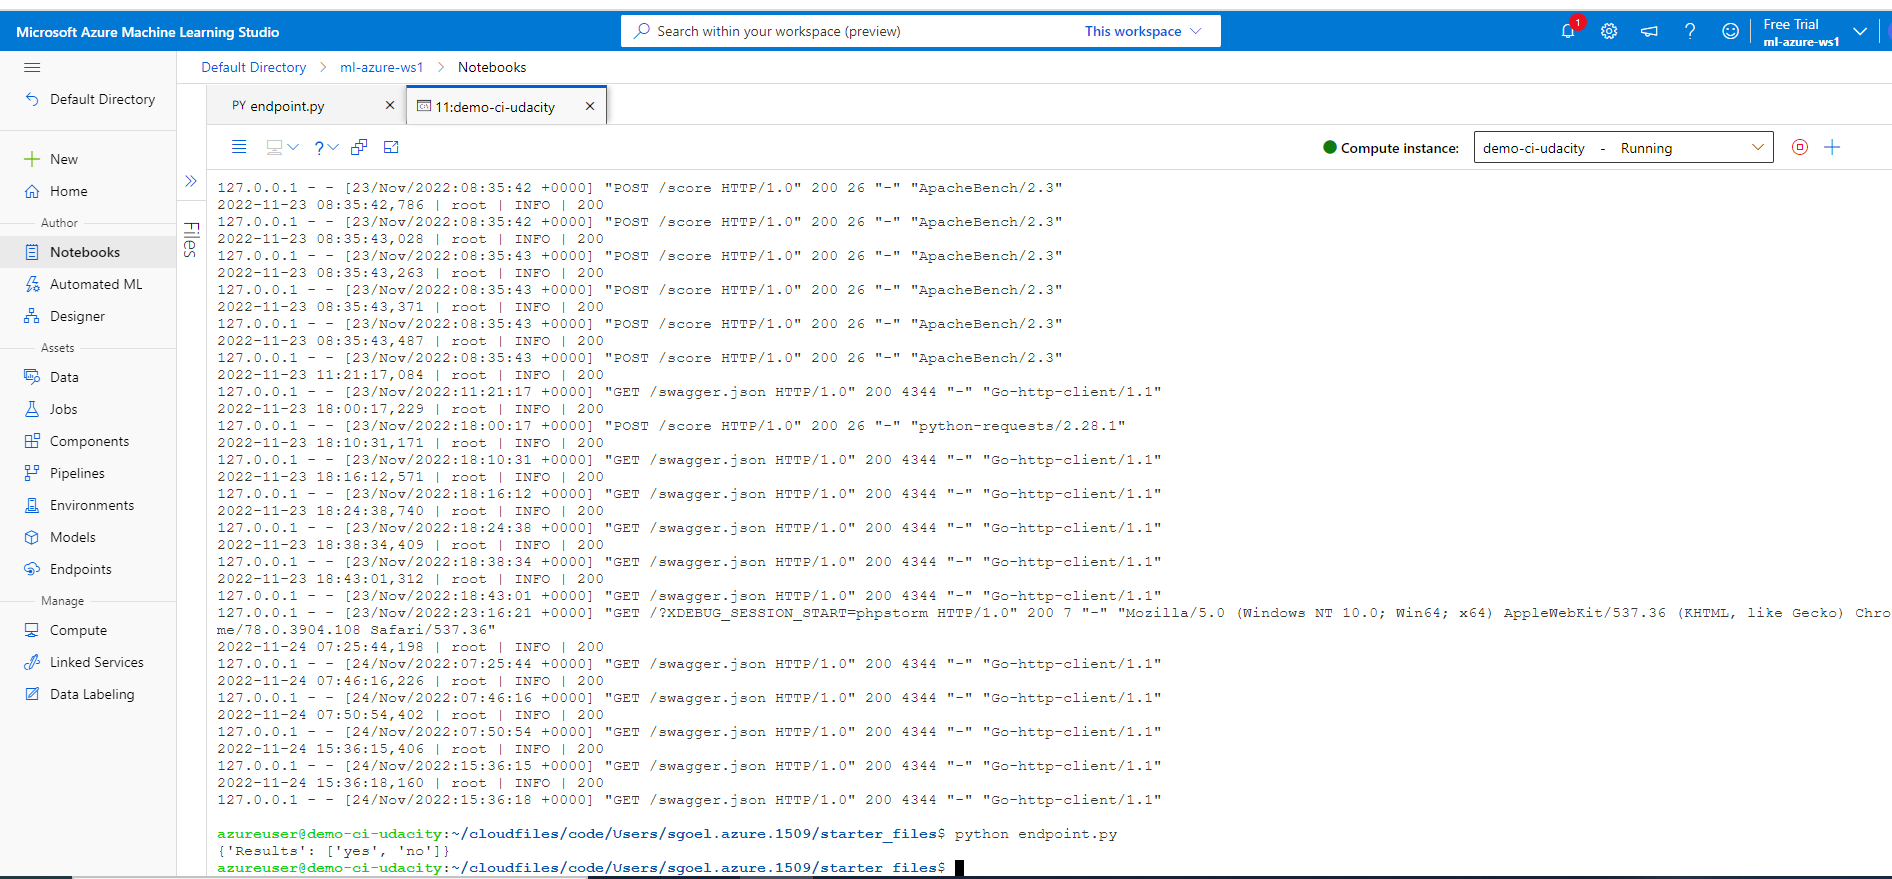 Microsoft Azure Machine Learning Studio
Search within your workspace (preview)
This workspace
1
Free Trial
ml-azure-ws1
Default Directory
Default Directory > ml-azure-ws1 > Notebooks
New
Home
Author
Notebooks
Automated ML
Designer
Assets
Data
Jobs
Components
Pipelines
Environments
Models
Endpoints
Manage
Compute
Linked Services
Data Labeling
Files
PY endpoint.py
11:demo-ci-udacity
Compute instance:
demo-ci-udacity - Running
127.0.0.1 - - [23/Nov/2022:08:35:42 +0000] "POST /score HTTP/1.0" 200 26 "-" "ApacheBench/2.3"
2022-11-23 08:35:42,786 | root | INFO | 200
127.0.0.1 - - [23/Nov/2022:08:35:42 +0000] "POST /score HTTP/1.0" 200 26 "-" "ApacheBench/2.3"
2022-11-23 08:35:43,028 | root | INFO | 200
127.0.0.1 - - [23/Nov/2022:08:35:43 +0000] "POST /score HTTP/1.0" 200 26 "-" "ApacheBench/2.3"
2022-11-23 08:35:43,263 | root | INFO | 200
127.0.0.1 - - [23/Nov/2022:08:35:43 +0000] "POST /score HTTP/1.0" 200 26 "-" "ApacheBench/2.3"
2022-11-23 08:35:43,371 | root | INFO | 200
127.0.0.1 - - [23/Nov/2022:08:35:43 +0000] "POST /score HTTP/1.0" 200 26 "-" "ApacheBench/2.3"
2022-11-23 08:35:43,487 | root | INFO | 200
127.0.0.1 - - [23/Nov/2022:08:35:43 +0000] "POST /score HTTP/1.0" 200 26 "-" "ApacheBench/2.3"
2022-11-23 11:21:17,084 | root | INFO | 200
127.0.0.1 - - [23/Nov/2022:11:21:17 +0000] "GET /swagger.json HTTP/1.0" 200 4344 "-" "Go-http-client/1.1"
2022-11-23 18:00:17,229 | root | INFO | 200
127.0.0.1 - - [23/Nov/2022:18:00:17 +0000] "POST /score HTTP/1.0" 200 26 "-" "python-requests/2.28.1"
2022-11-23 18:10:31,171 | root | INFO | 200
127.0.0.1 - - [23/Nov/2022:18:10:31 +0000] "GET /swagger.json HTTP/1.0" 200 4344 "-" "Go-http-client/1.1"
2022-11-23 18:16:12,571 | root | INFO | 200
127.0.0.1 - - [23/Nov/2022:18:16:12 +0000] "GET /swagger.json HTTP/1.0" 200 4344 "-" "Go-http-client/1.1"
2022-11-23 18:24:38,740 | root | INFO | 200
127.0.0.1 - - [23/Nov/2022:18:24:38 +0000] "GET /swagger.json HTTP/1.0" 200 4344 "-" "Go-http-client/1.1"
2022-11-23 18:38:34,409 | root | INFO | 200
127.0.0.1 - - [23/Nov/2022:18:38:34 +0000] "GET /swagger.json HTTP/1.0" 200 4344 "-" "Go-http-client/1.1"
2022-11-23 18:43:01,312 | root | INFO | 200
127.0.0.1 - - [23/Nov/2022:18:43:01 +0000] "GET /swagger.json HTTP/1.0" 200 4344 "-" "Go-http-client/1.1"
127.0.0.1 - - [23/Nov/2022:23:16:21 +0000] "GET /?XDEBUG_SESSION_START=phpstorm HTTP/1.0" 200 7 "-" "Mozilla/5.0 (Windows NT 10.0; Win64; x64) AppleWebKit/537.36 (KHTML, like Gecko) Chro
me/78.0.3904.108 Safari/537.36"
2022-11-24 07:25:44,198 | root | INFO | 200
127.0.0.1 - - [24/Nov/2022:07:25:44 +0000] "GET /swagger.json HTTP/1.0" 200 4344 "-" "Go-http-client/1.1"
2022-11-24 07:46:16,226 | root | INFO | 200
127.0.0.1 - - [24/Nov/2022:07:46:16 +0000] "GET /swagger.json HTTP/1.0" 200 4344 "-" "Go-http-client/1.1"
2022-11-24 07:50:54,402 | root | INFO | 200
127.0.0.1 - - [24/Nov/2022:07:50:54 +0000] "GET /swagger.json HTTP/1.0" 200 4344 "-" "Go-http-client/1.1"
2022-11-24 15:36:15,406 | root | INFO | 200
127.0.0.1 - - [24/Nov/2022:15:36:15 +0000] "GET /swagger.json HTTP/1.0" 200 4344 "-" "Go-http-client/1.1"
2022-11-24 15:36:18,160 | root | INFO | 200
127.0.0.1 - - [24/Nov/2022:15:36:18 +0000] "GET /swagger.json HTTP/1.0" 200 4344 "-" "Go-http-client/1.1"
azureuser@demo-ci-udacity:~/cloudfiles/code/Users/sgoel.azure.1509/starter_files$ python endpoint.py
{'Results': ['yes', 'no']}
azureuser@demo-ci-udacity:~/cloudfiles/code/Users/sgoel.azure.1509/starter_files$